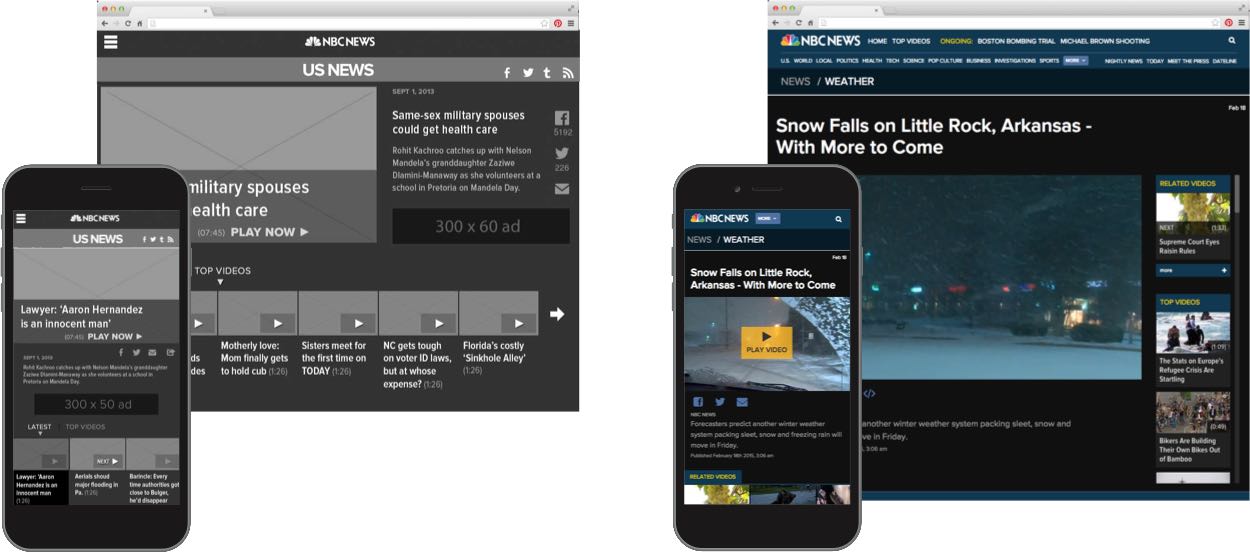 NBC NEWS
US NEWS
SEPT 1, 2013
Same-sex military spouses
could get health care
5192
Rohit Kachroo catches up with Nelson
Mandela's granddaughter Zaziwe
Dlamini-Manaway as she volunteers at a
school in Pretoria on Mandela Day.
226
military spouses
ealth care
(07:45) PLAY NOW
300 x 60 ad
TOP VIDEOS
Motherly love:
Mom finally gets
to hold cub (1:26)
Sisters meet for
the first time on
TODAY (1:26)
NC gets tough
on voter ID laws,
but at whose
expense? (1:26)
Florida's costly
'Sinkhole Alley'
(1:26)
ds
des
NBC NEWS
US NEWS
Lawyer: 'Aaron Hernandez
is an innocent man'
(07:45) PLAY NOW
SEPT 1, 2013
Rohit Kachroo catches up with Nelson Mandela's granddaughter
Zaziwe Dlamini-Manaway as she volunteers at a school in
Pretoria on Mandela Day.
300 x 50 ad
LATEST TOP VIDEOS
NEXT
Lawyer: 'Aaron
Hernandez is an
innocent man'
(1:26)
Aerials shoud
major flooding in
Pa. (1:26)
Barincle: Every
time authorities got
close to Bulger,
he'd disappear
NBC NEWS HOME TOP VIDEOS ONGOING: BOSTON BOMBING TRIAL MICHAEL BROWN SHOOTING
U.S. WORLD LOCAL POLITICS HEALTH TECH SCIENCE POP CULTURE BUSINESS INVESTIGATIONS SPORTS MORE NIGHTLY NEWS TODAY MEET THE PRESS DATELINE
NEWS / WEATHER
Feb 18
Snow Falls on Little Rock, Arkansas -
With More to Come
RELATED VIDEOS
NEXT (1:32)
Supreme Court Eyes
Raisin Rules
more +
TOP VIDEOS
(1:09)
The Stats on Europe's
Refugee Crisis Are
Startling
(0:49)
Bikers Are Building
Their Own Bikes Out
of Bamboo
</>
another winter weather system packing sleet, snow and
ve in Friday.
3:06 am
NBC NEWS MORE
NEWS / WEATHER
Feb 18
Snow Falls on Little Rock,
Arkansas - With More to Come
PLAY VIDEO
NBC NEWS
Forecasters predict another winter weather
system packing sleet, snow and freezing rain will
move in Friday.
Published February 18th 2015, 3:06 am
RELATED VIDEOS